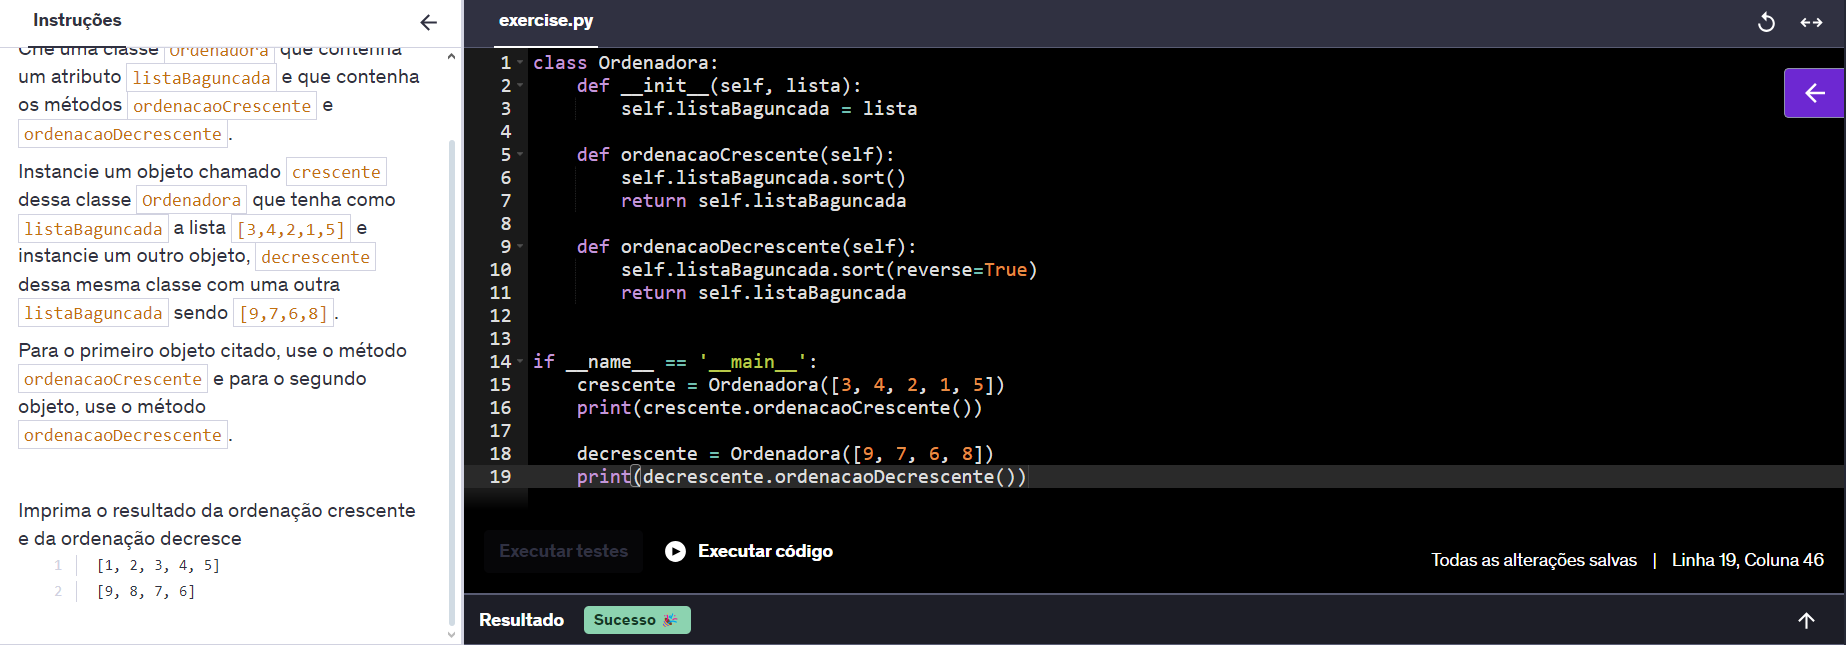 Instruções
Crie uma classe Ordenadora que contenha
um atributo listaBaguncada e que contenha
os métodos ordenacaoCrescente e
ordenacaoDecrescente.
Instancie um objeto chamado crescente
dessa classe Ordenadora que tenha como
listaBaguncada a lista [3,4,2,1,5] e
instancie um outro objeto, decrescente
dessa mesma classe com uma outra
listaBaguncada sendo [9,7,6,8].
Para o primeiro objeto citado, use o método
ordenacaoCrescente e para o segundo
objeto, use o método
ordenacaoDecrescente.
Imprima o resultado da ordenação crescente
e da ordenação decresce
1 [1, 2, 3, 4, 5]
2 [9, 8, 7, 6]
exercise.py
1 class Ordenadora:
2     def __init__(self, lista):
3         self.listaBaguncada = lista
4
5     def ordenacaoCrescente(self):
6         self.listaBaguncada.sort()
7         return self.listaBaguncada
8
9     def ordenacaoDecrescente(self):
10         self.listaBaguncada.sort(reverse=True)
11         return self.listaBaguncada
12
13
14 if __name__ == '__main__':
15     crescente = Ordenadora([3, 4, 2, 1, 5])
16     print(crescente.ordenacaoCrescente())
17
18     decrescente = Ordenadora([9, 7, 6, 8])
19     print(decrescente.ordenacaoDecrescente())
Executar testes Executar código
Todas as alterações salvas | Linha 19, Coluna 46
Resultado Sucesso 🎉